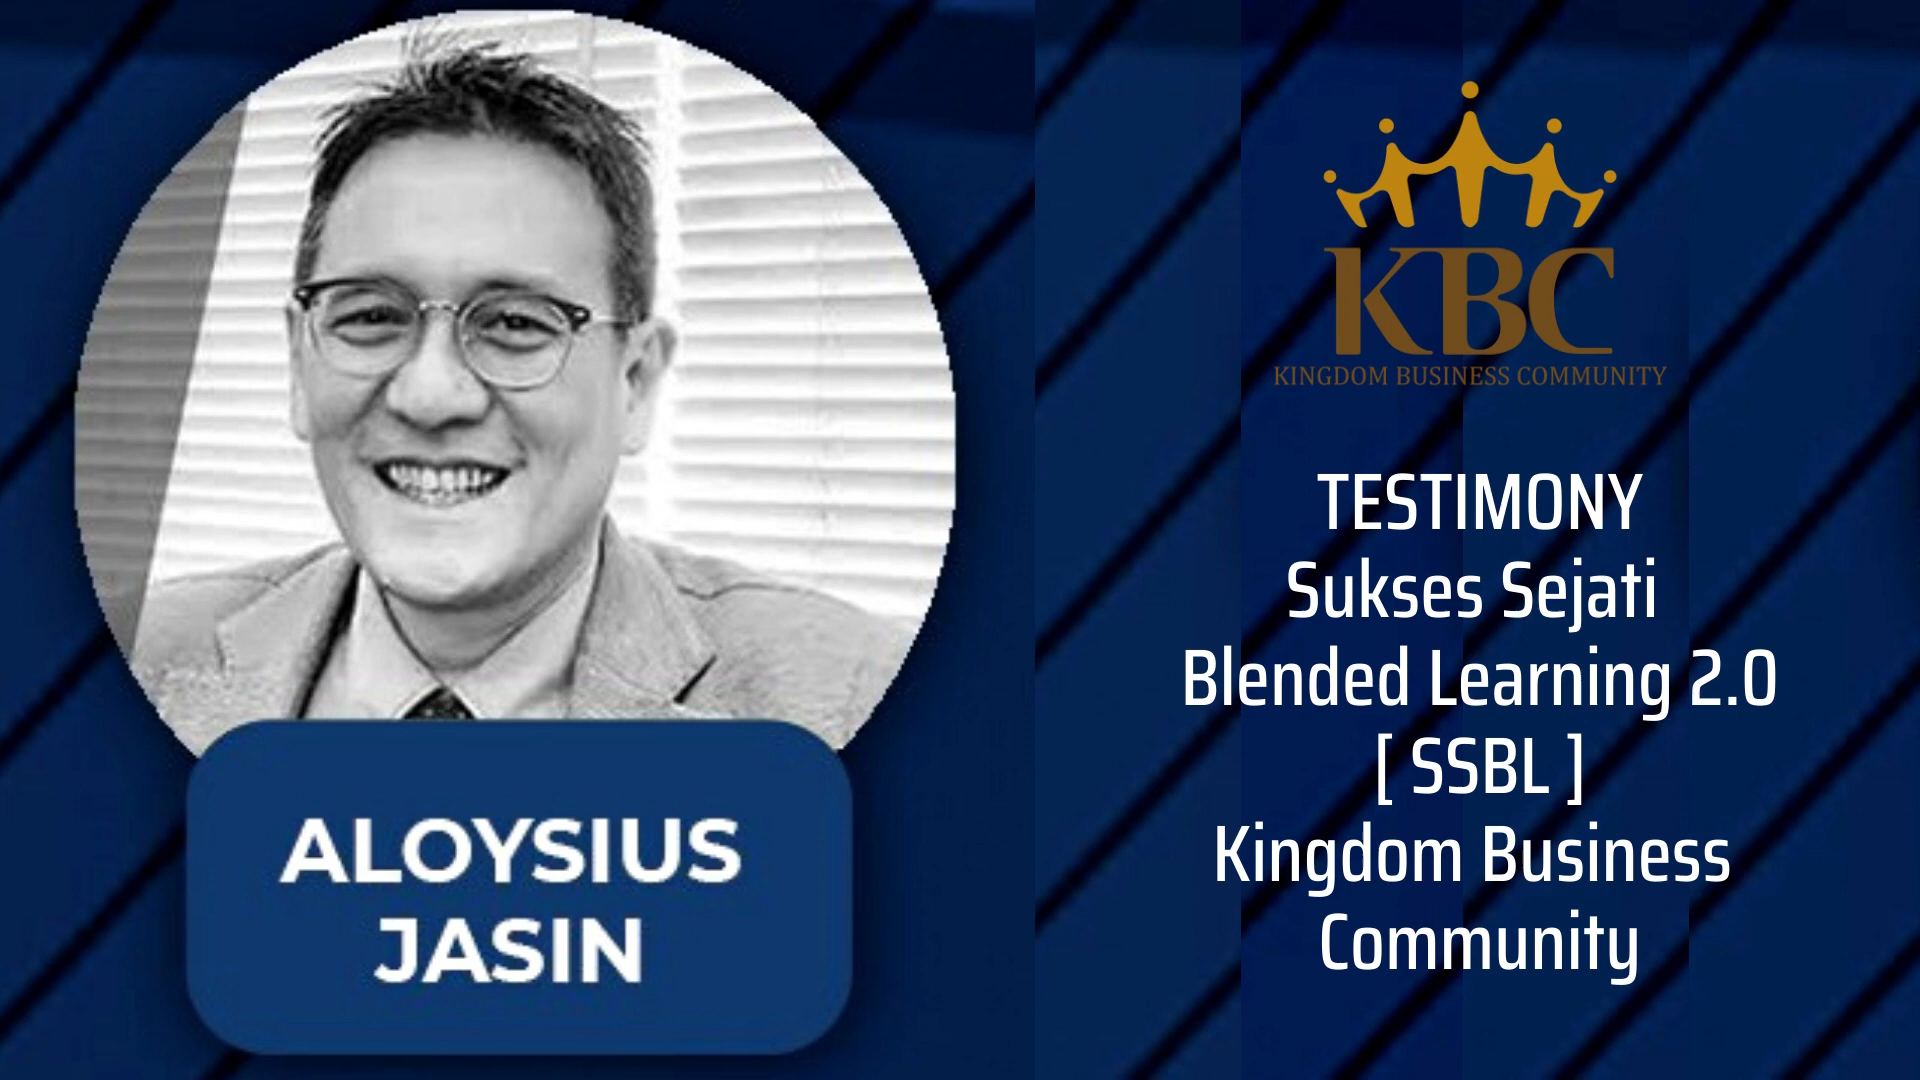 ALOYSIUS
JASIN
KBC
KINGDOM BUSINESS COMMUNITY
TESTIMONY
Sukses Sejati
Blended Learning 2.0
[ SSBL ]
Kingdom Business
Community